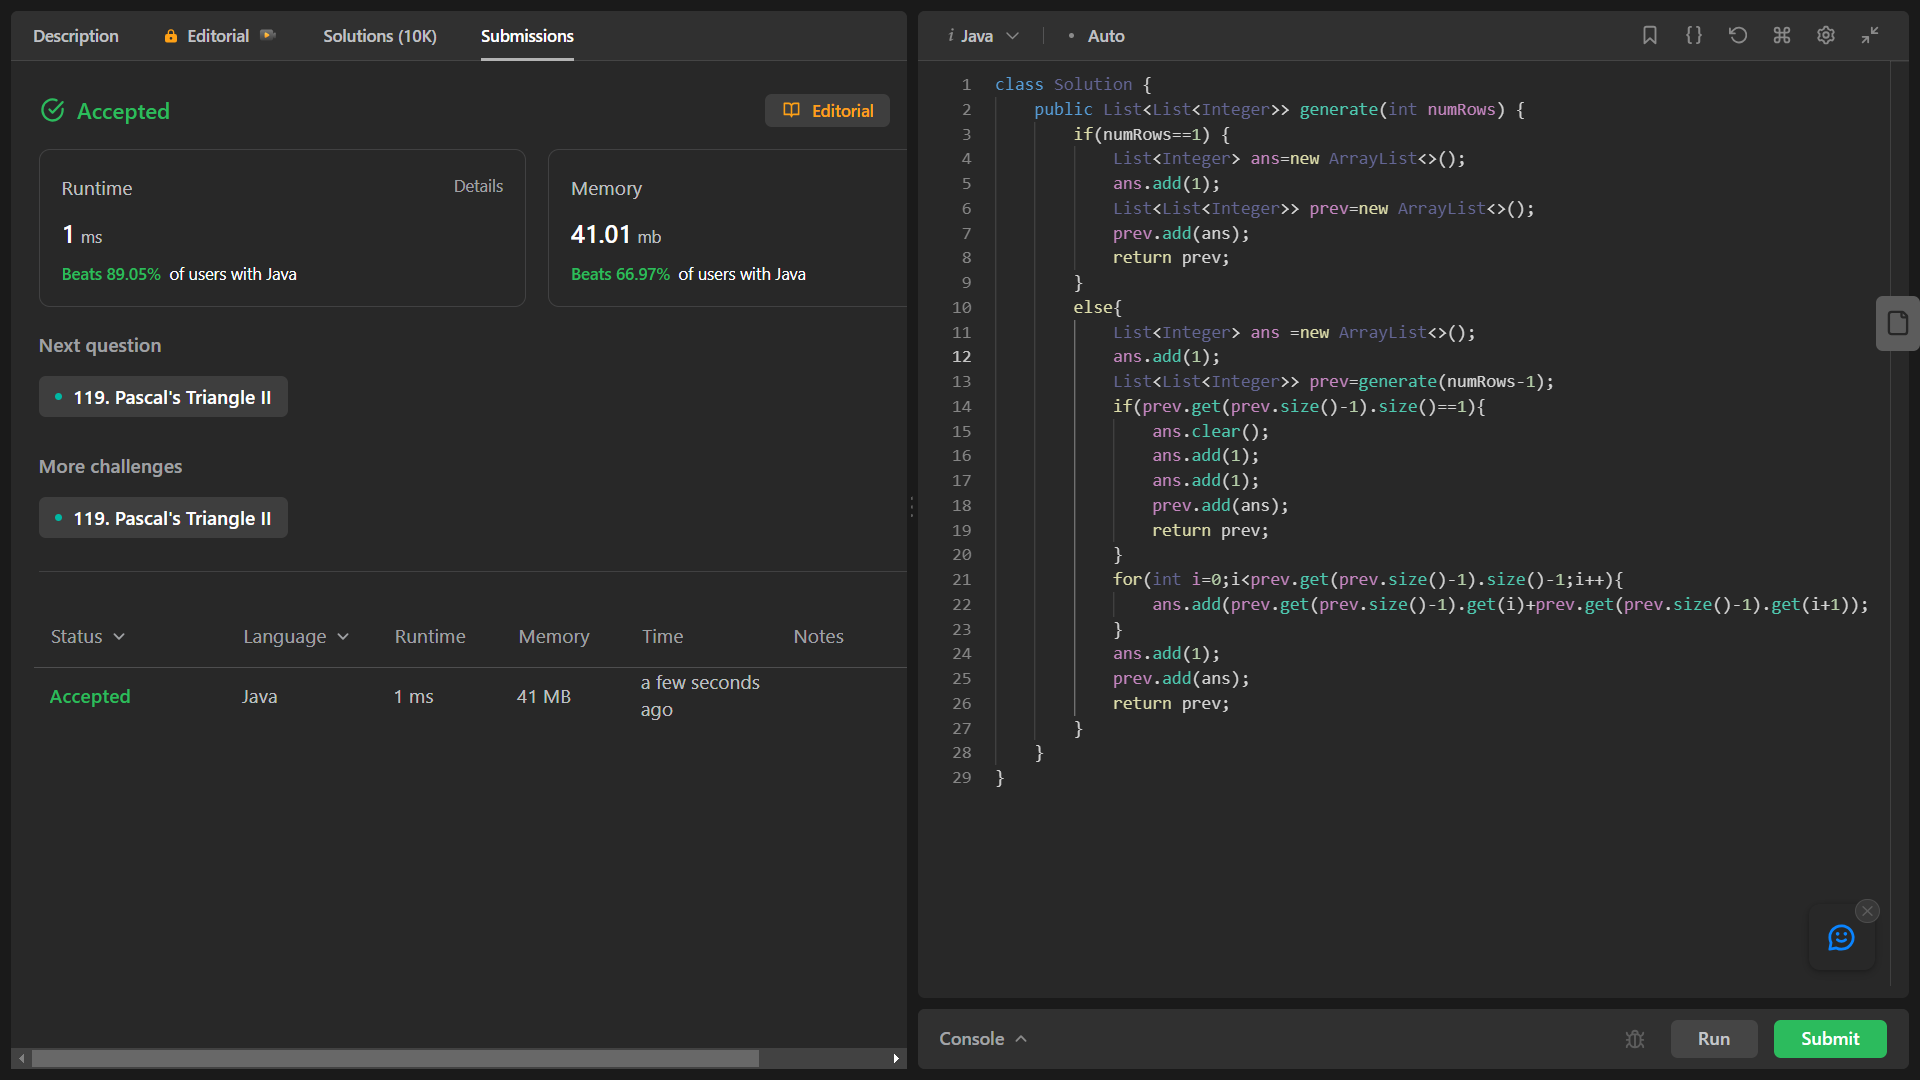 Description
Editorial
Solutions (10K)
Submissions
Accepted
Editorial
Runtime
Details
1 ms
Beats 89.05% of users with Java
Memory
41.01 mb
Beats 66.97% of users with Java
Next question
119. Pascal's Triangle II
More challenges
119. Pascal's Triangle II
Status Language Runtime Memory Time Notes
Accepted Java 1 ms 41 MB a few seconds
ago
i Java
• Auto
1 class Solution {
2     public List<List<Integer>> generate(int numRows) {
3         if(numRows==1) {
4             List<Integer> ans=new ArrayList<>();
5             ans.add(1);
6             List<List<Integer>> prev=new ArrayList<>();
7             prev.add(ans);
8             return prev;
9         }
10         else{
11             List<Integer> ans =new ArrayList<>();
12             ans.add(1);
13             List<List<Integer>> prev=generate(numRows-1);
14             if(prev.get(prev.size()-1).size()==1){
15                 ans.clear();
16                 ans.add(1);
17                 ans.add(1);
18                 prev.add(ans);
19                 return prev;
20             }
21             for(int i=0;i<prev.get(prev.size()-1).size()-1;i++){
22                 ans.add(prev.get(prev.size()-1).get(i)+prev.get(prev.size()-1).get(i+1));
23             }
24             ans.add(1);
25             prev.add(ans);
26             return prev;
27         }
28     }
29 }
Console
Run
Submit